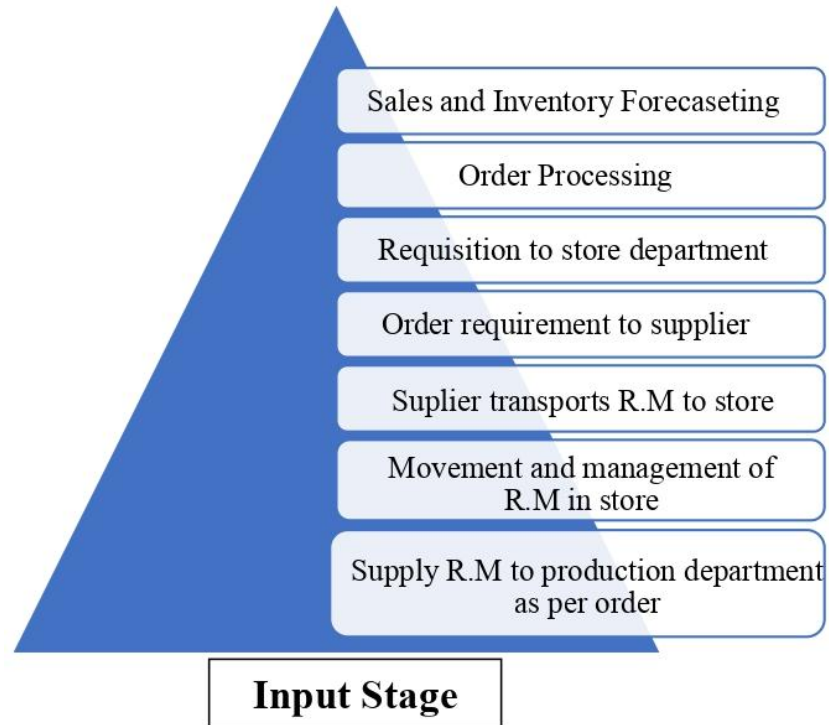 Sales and Inventory Forecaseting
Order Processing
Requisition to store department
Order requirement to supplier
Suplier transports R.M to store
Movement and management of
R.M in store
Supply R.M to production department
as per order
Input Stage